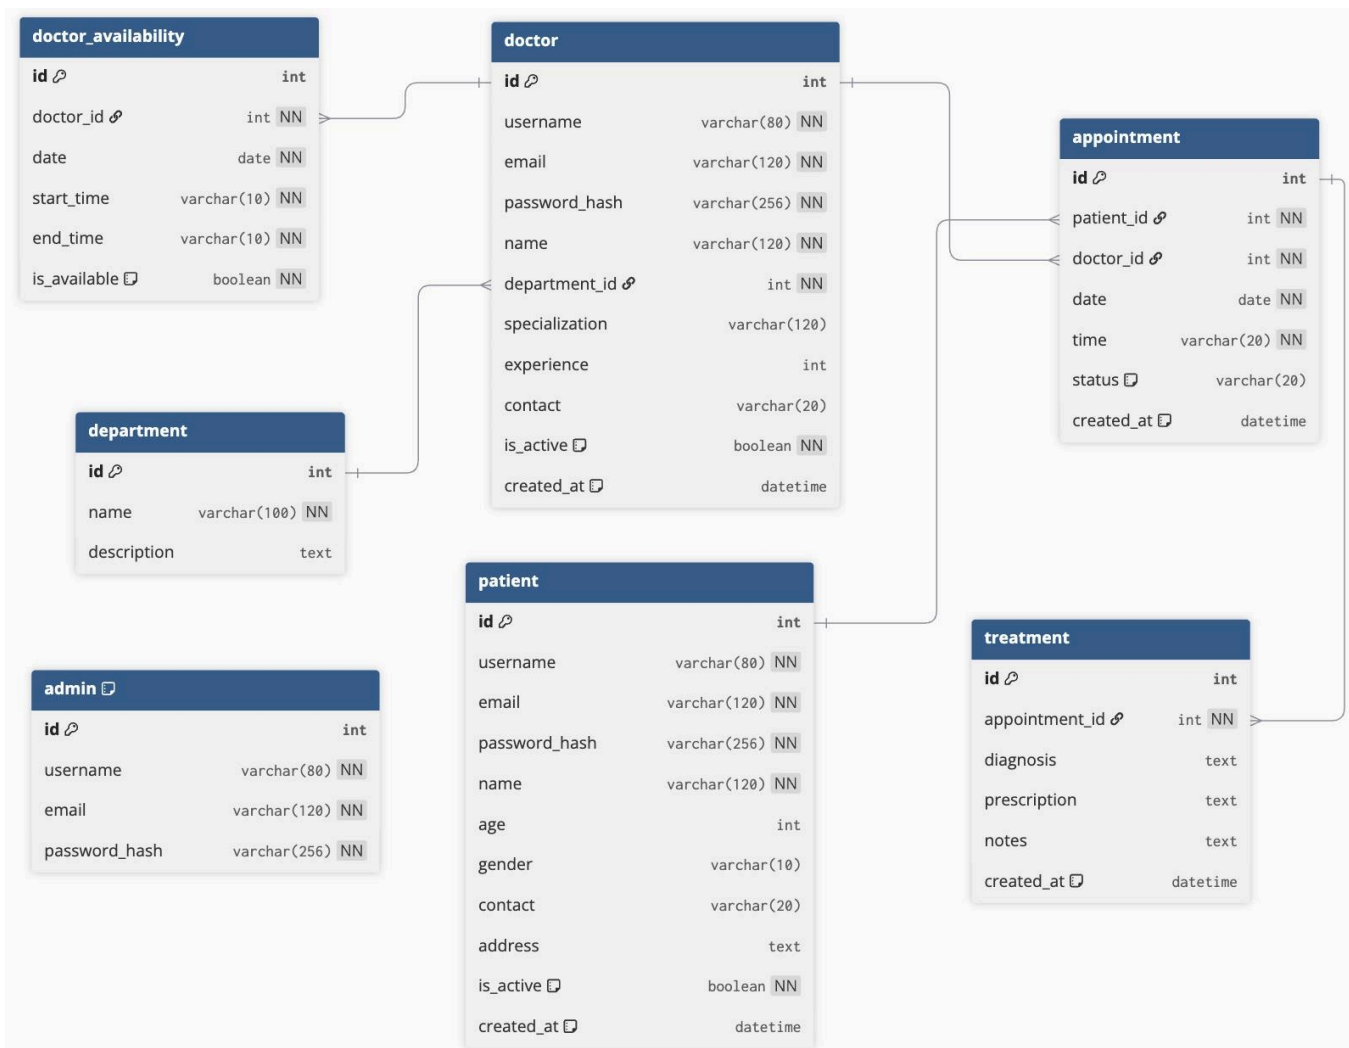 doctor_availability
id int
doctor_id int NN
date date NN
start_time varchar(10) NN
end_time varchar(10) NN
is_available boolean NN
doctor
id int
username varchar(80) NN
email varchar(120) NN
password_hash varchar(256) NN
name varchar(120) NN
department_id int NN
specialization varchar(120)
experience int
contact varchar(20)
is_active boolean NN
created_at datetime
appointment
id int
patient_id int NN
doctor_id int NN
date date NN
time varchar(20) NN
status varchar(20)
created_at datetime
department
id int
name varchar(100) NN
description text
patient
id int
username varchar(80) NN
email varchar(120) NN
password_hash varchar(256) NN
name varchar(120) NN
age int
gender varchar(10)
contact varchar(20)
address text
is_active boolean NN
created_at datetime
treatment
id int
appointment_id int NN
diagnosis text
prescription text
notes text
created_at datetime
admin
id int
username varchar(80) NN
email varchar(120) NN
password_hash varchar(256) NN